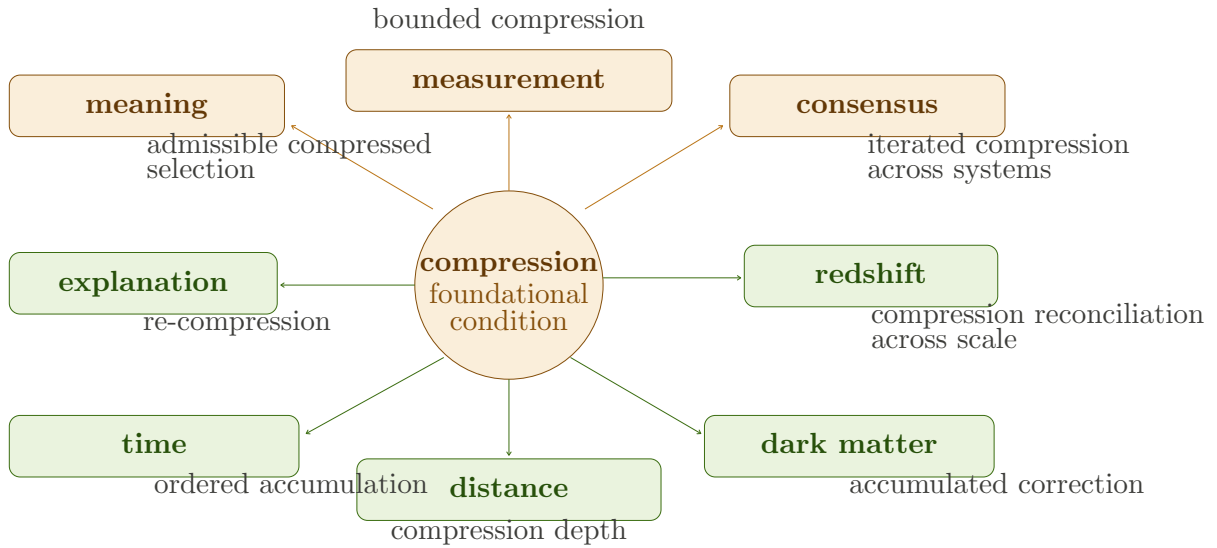 bounded compression
measurement
meaning
admissible compressed
selection
consensus
iterated compression
across systems
compression
foundational
condition
explanation
re-compression
redshift
compression reconciliation
across scale
time
ordered accumulation
distance
compression depth
dark matter
accumulated correction